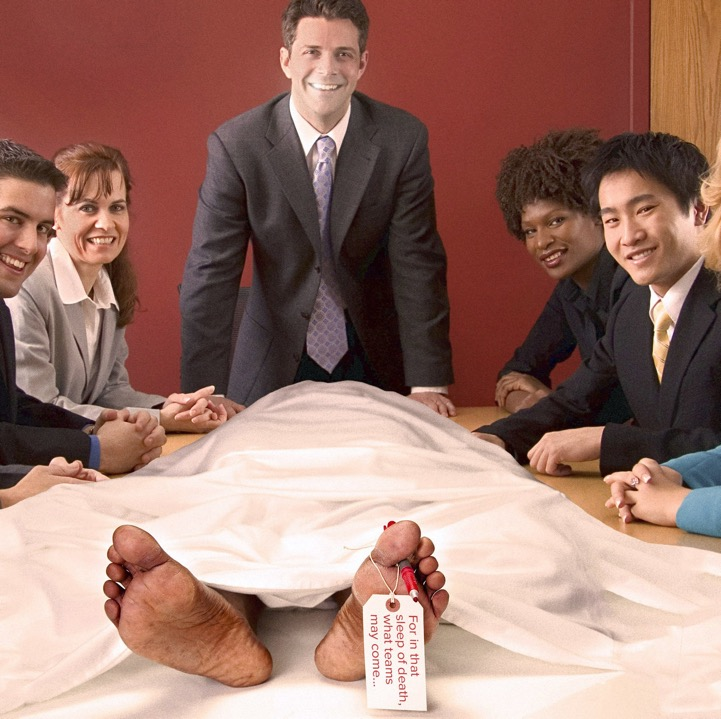 For in that
sleep of death,
what teams
may come...